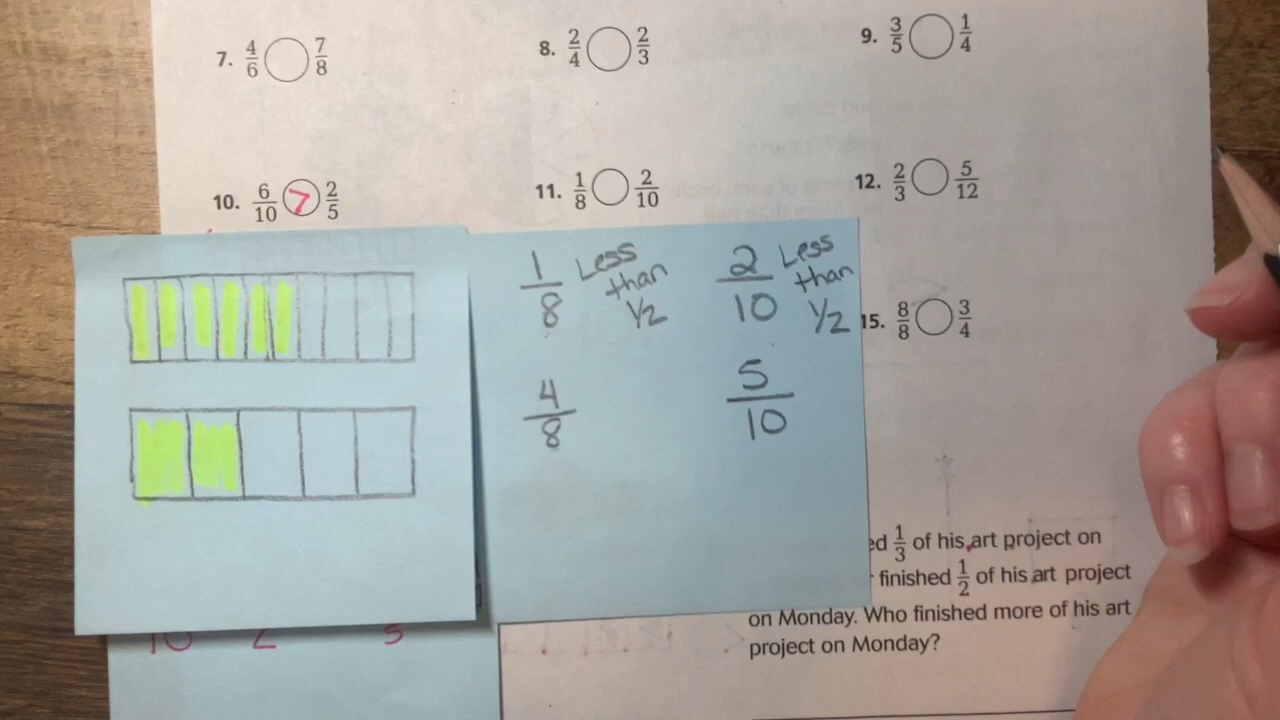 7. 4/6 ◯ 7/8
8. 2/4 ◯ 2/3
9. 3/5 ◯ 1/4
10. 6/10 > 2/5
11. 1/8 ◯ 2/10
12. 2/3 ◯ 5/12
1/8 Less than 1/2
2/10 Less than 1/2
4/8
5/10
15. 8/8 ◯ 3/4
ed 1/3 of his art project on
finished 1/2 of his art project
on Monday. Who finished more of his art
project on Monday?
10 2 5